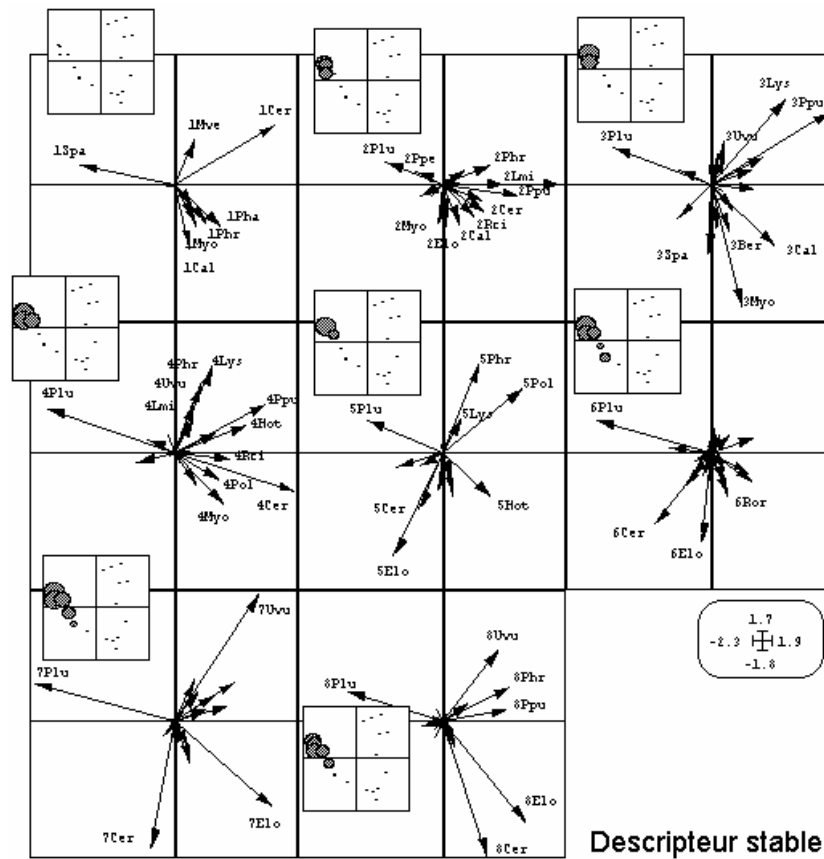 1Mve
1Cer
1Spa
1Pha
1Phr
1Myo
1Cal
2Plu
2Ppe
2Phr
2Lmi
2Ppu
2Cer
2Myo
2Rci
2Elo
2Cal
3Lys
3Ppu
3Plu
3Uvu
3Spa
3Ber
3Cal
3Myo
4Phr
4Lys
4Uvu
4Plu
4Lmi
4Ppu
4Hot
4Rci
4Pol
4Myo
4Cer
5Phr
5Pol
5Plu
5Lys
5Cer
5Hot
5Elo
6Plu
6Ror
6Cer
6Elo
7Uvu
7Plu
7Elo
7Cer
8Uvu
8Plu
8Phr
8Ppu
8Elo
8Cer
1.7
-2.3 1.9
-1.8
Descripteur stable